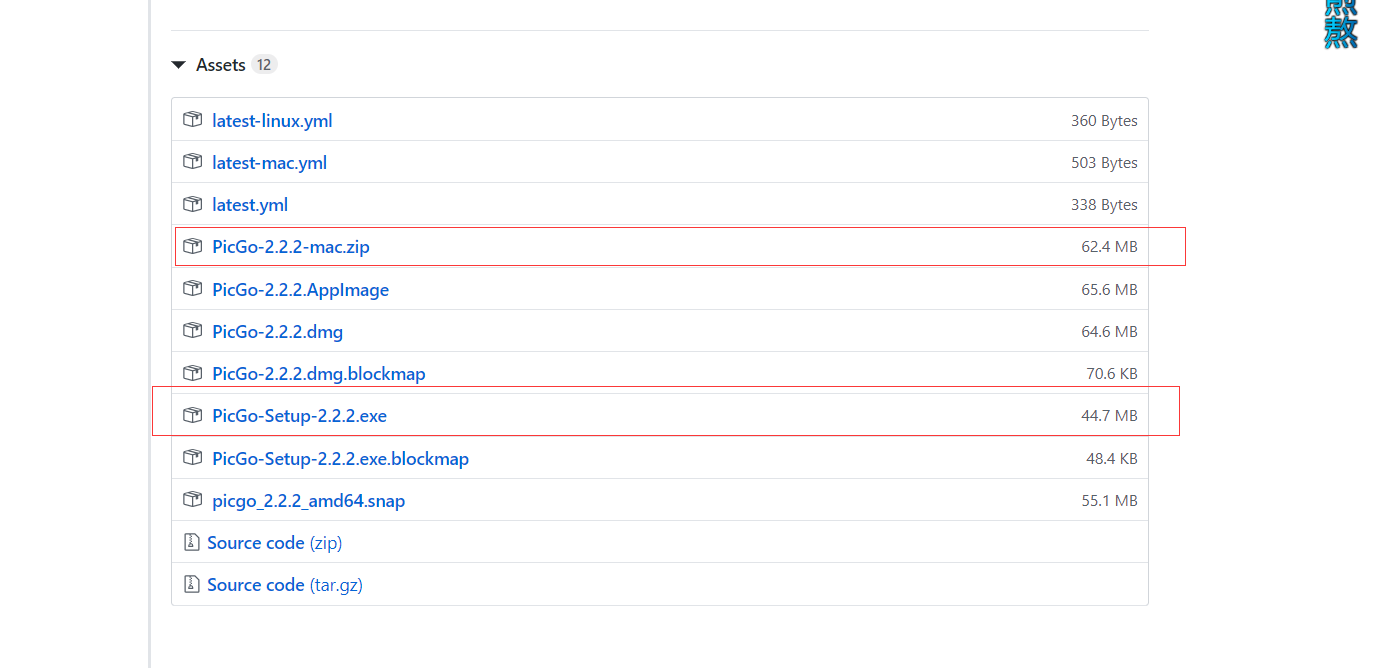 熬
Assets 12
latest-linux.yml 360 Bytes
latest-mac.yml 503 Bytes
latest.yml 338 Bytes
PicGo-2.2.2-mac.zip 62.4 MB
PicGo-2.2.2.AppImage 65.6 MB
PicGo-2.2.2.dmg 64.6 MB
PicGo-2.2.2.dmg.blockmap 70.6 KB
PicGo-Setup-2.2.2.exe 44.7 MB
PicGo-Setup-2.2.2.exe.blockmap 48.4 KB
picgo_2.2.2_amd64.snap 55.1 MB
Source code (zip)
Source code (tar.gz)